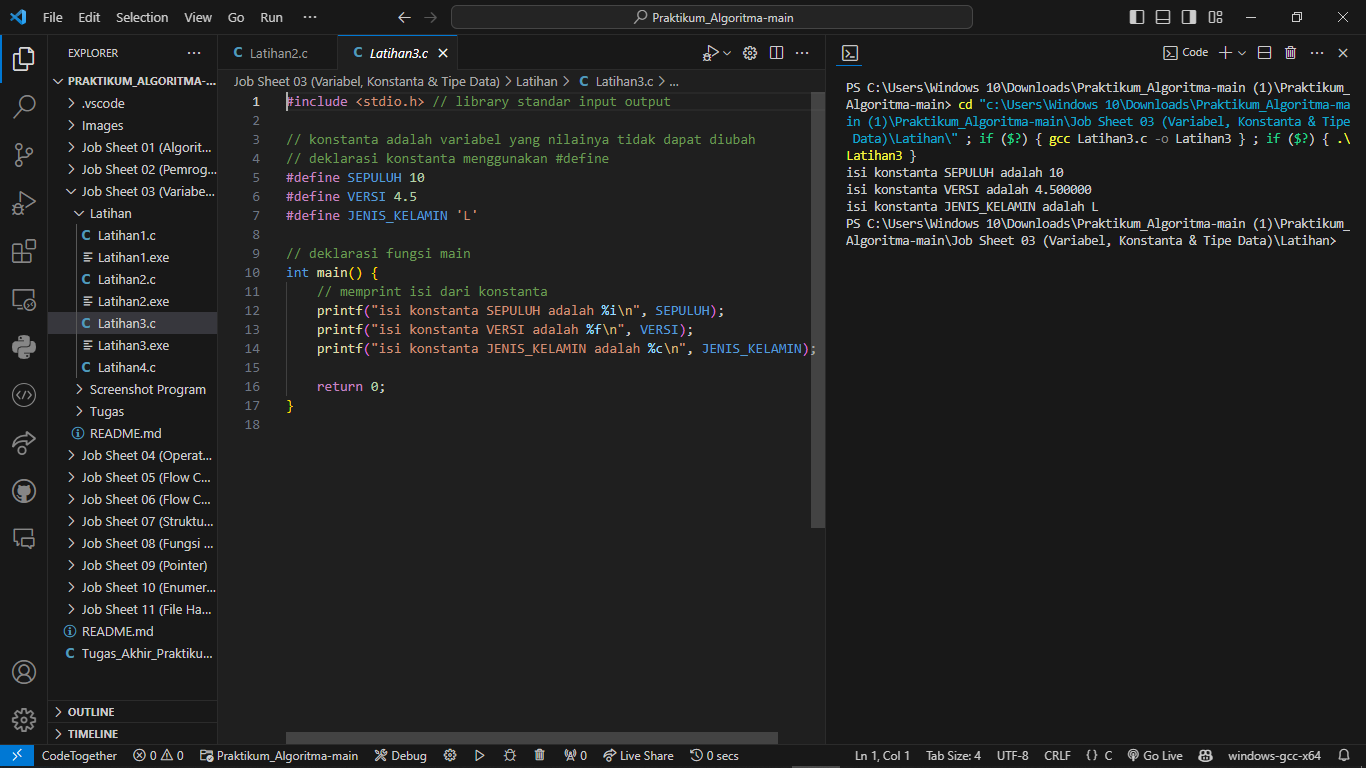 File Edit Selection View Go Run ··· Praktikum_Algoritma-main
EXPLORER ···
PRAKTIKUM_ALGORITMA-...
.vscode
Images
Job Sheet 01 (Algorit...
Job Sheet 02 (Pemrog...
Job Sheet 03 (Variabe...
Latihan
C Latihan1.c
Latihan1.exe
C Latihan2.c
Latihan2.exe
C Latihan3.c
Latihan3.exe
C Latihan4.c
Screenshot Program
Tugas
README.md
Job Sheet 04 (Operat...
Job Sheet 05 (Flow C...
Job Sheet 06 (Flow C...
Job Sheet 07 (Struktu...
Job Sheet 08 (Fungsi ...
Job Sheet 09 (Pointer)
Job Sheet 10 (Enumer...
Job Sheet 11 (File Ha...
README.md
C Tugas_Akhir_Praktiku...
OUTLINE
TIMELINE
C Latihan2.c C Latihan3.c
Job Sheet 03 (Variabel, Konstanta & Tipe Data) > Latihan > C Latihan3.c > ...
1 #include <stdio.h> // library standar input output
2
3 // konstanta adalah variabel yang nilainya tidak dapat diubah
4 // deklarasi konstanta menggunakan #define
5 #define SEPULUH 10
6 #define VERSI 4.5
7 #define JENIS_KELAMIN 'L'
8
9 // deklarasi fungsi main
10 int main() {
11 // memprint isi dari konstanta
12 printf("isi konstanta SEPULUH adalah %i\n", SEPULUH);
13 printf("isi konstanta VERSI adalah %f\n", VERSI);
14 printf("isi konstanta JENIS_KELAMIN adalah %c\n", JENIS_KELAMIN);
15
16 return 0;
17 }
18
Code
PS C:\Users\Windows 10\Downloads\Praktikum_Algoritma-main (1)\Praktikum_
Algoritma-main> cd "c:\Users\Windows 10\Downloads\Praktikum_Algoritma-ma
in (1)\Praktikum_Algoritma-main\Job Sheet 03 (Variabel, Konstanta & Tipe
Data)\Latihan\" ; if ($?) { gcc Latihan3.c -o Latihan3 } ; if ($?) { .\
Latihan3 }
isi konstanta SEPULUH adalah 10
isi konstanta VERSI adalah 4.500000
isi konstanta JENIS_KELAMIN adalah L
PS C:\Users\Windows 10\Downloads\Praktikum_Algoritma-main (1)\Praktikum_
Algoritma-main\Job Sheet 03 (Variabel, Konstanta & Tipe Data)\Latihan>
CodeTogether 0 0 Praktikum_Algoritma-main Debug 0 Live Share 0 secs Ln 1, Col 1 Tab Size: 4 UTF-8 CRLF { } C Go Live windows-gcc-x64